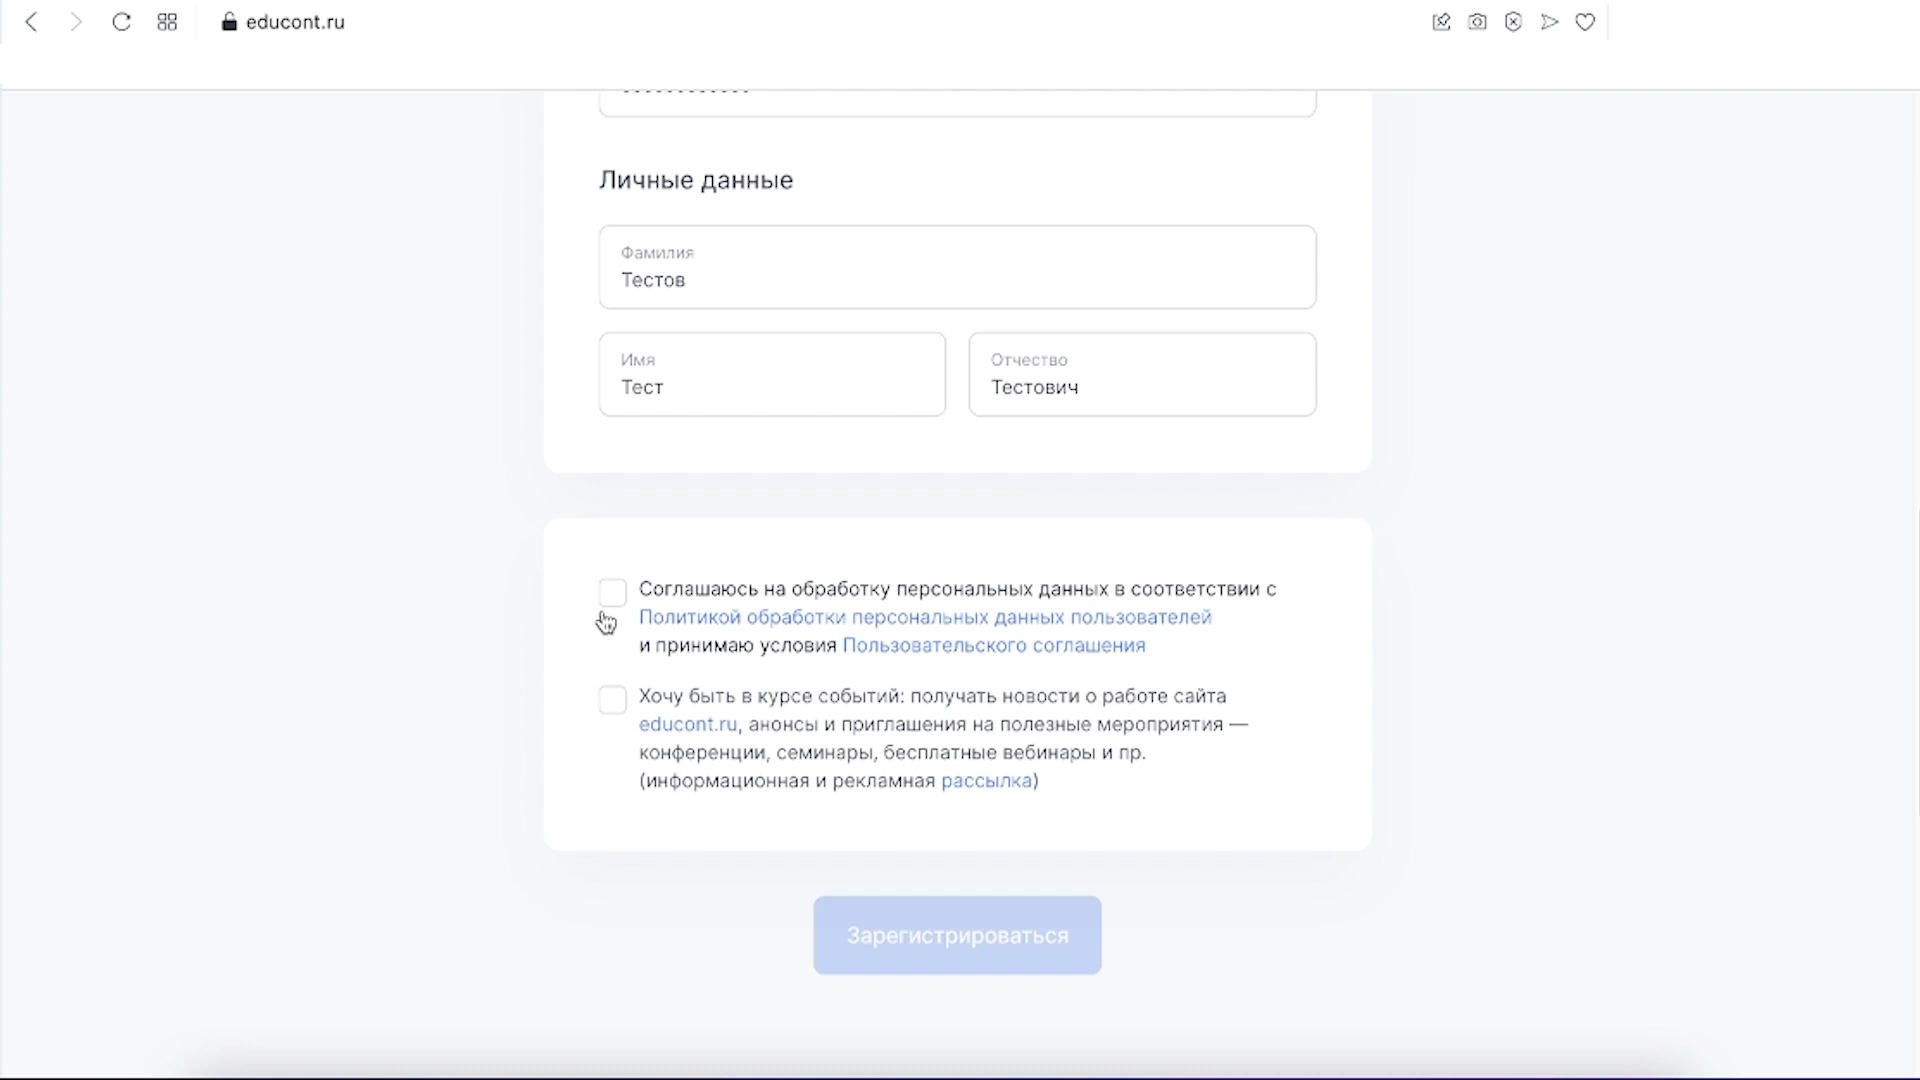 educont.ru
Личные данные
Фамилия
Тестов
Имя
Тест
Отчество
Тестович
Соглашаюсь на обработку персональных данных в соответствии с
Политикой обработки персональных данных пользователей
и принимаю условия Пользовательского соглашения
Хочу быть в курсе событий: получать новости о работе сайта
educont.ru, анонсы и приглашения на полезные мероприятия —
конференции, семинары, бесплатные вебинары и пр.
(информационная и рекламная рассылка)
Зарегистрироваться